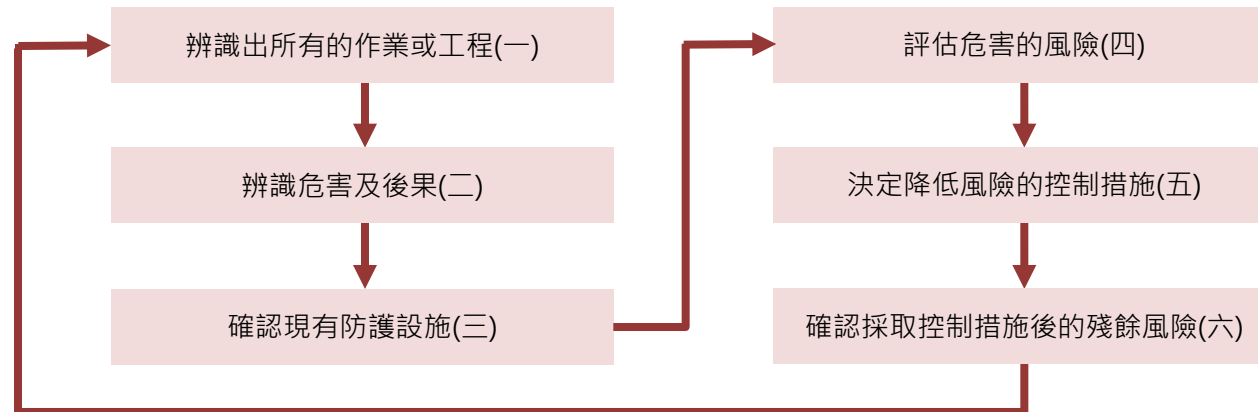 辨識出所有的作業或工程(一)
辨識危害及後果(二)
確認現有防護設施(三)
評估危害的風險(四)
決定降低風險的控制措施(五)
確認採取控制措施後的殘餘風險(六)